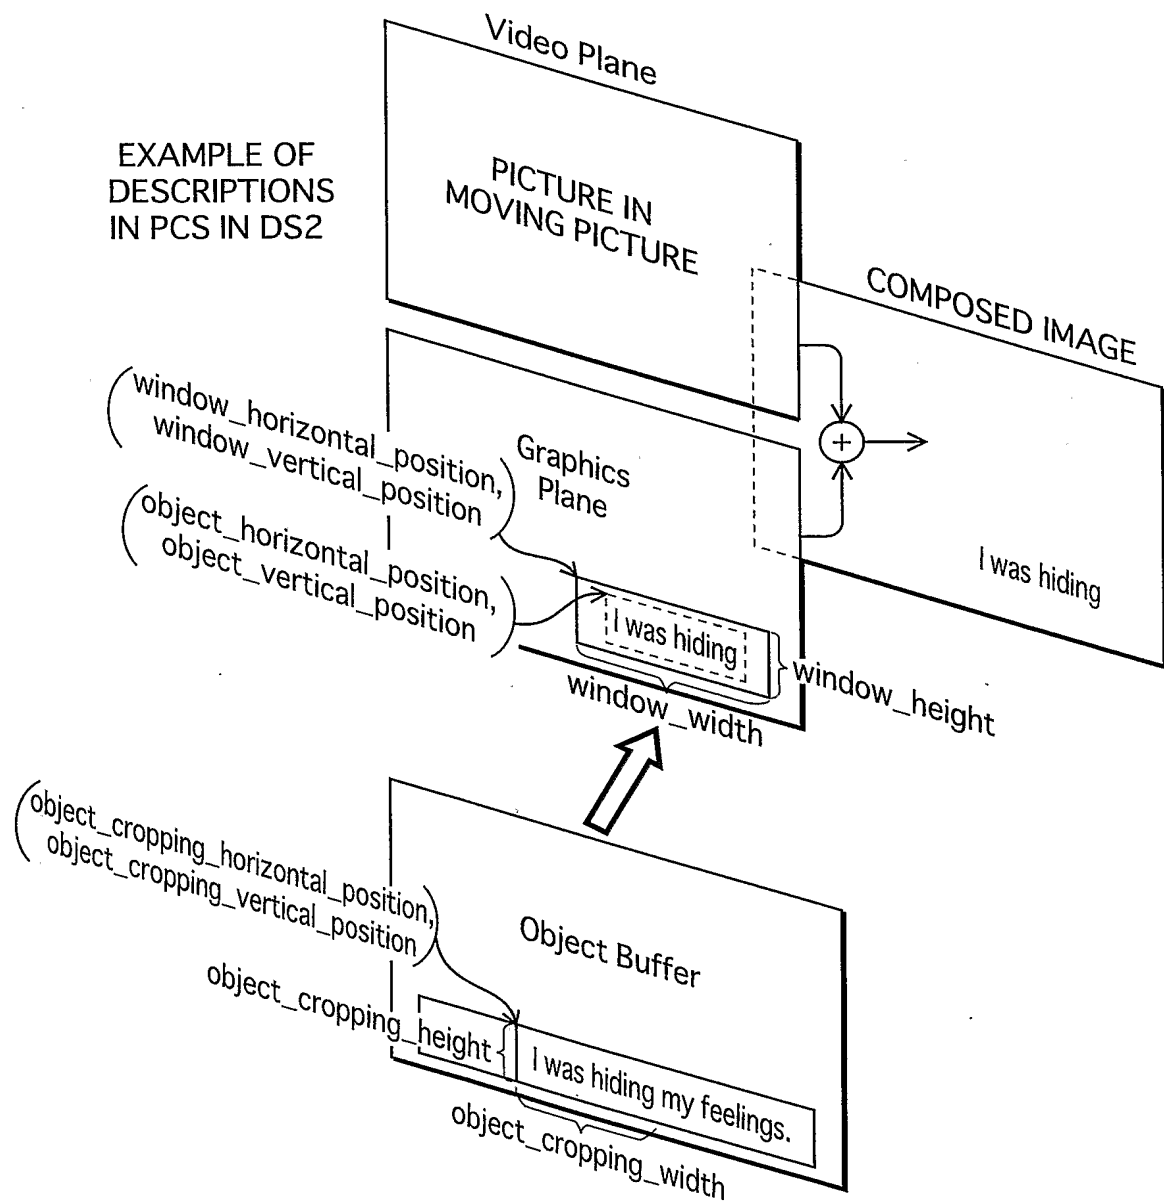 Video Plane
EXAMPLE OF
DESCRIPTIONS
IN PCS IN DS2
PICTURE IN
MOVING PICTURE
COMPOSED IMAGE
(window_horizontal_position,
window_vertical_position)
Graphics
Plane
+
(object_horizontal_position,
object_vertical_position)
I was hiding
I was hiding
window_height
window_width
(object_cropping_horizontal_position,
object_cropping_vertical_position)
Object Buffer
object_cropping_height
I was hiding my feelings.
object_cropping_width